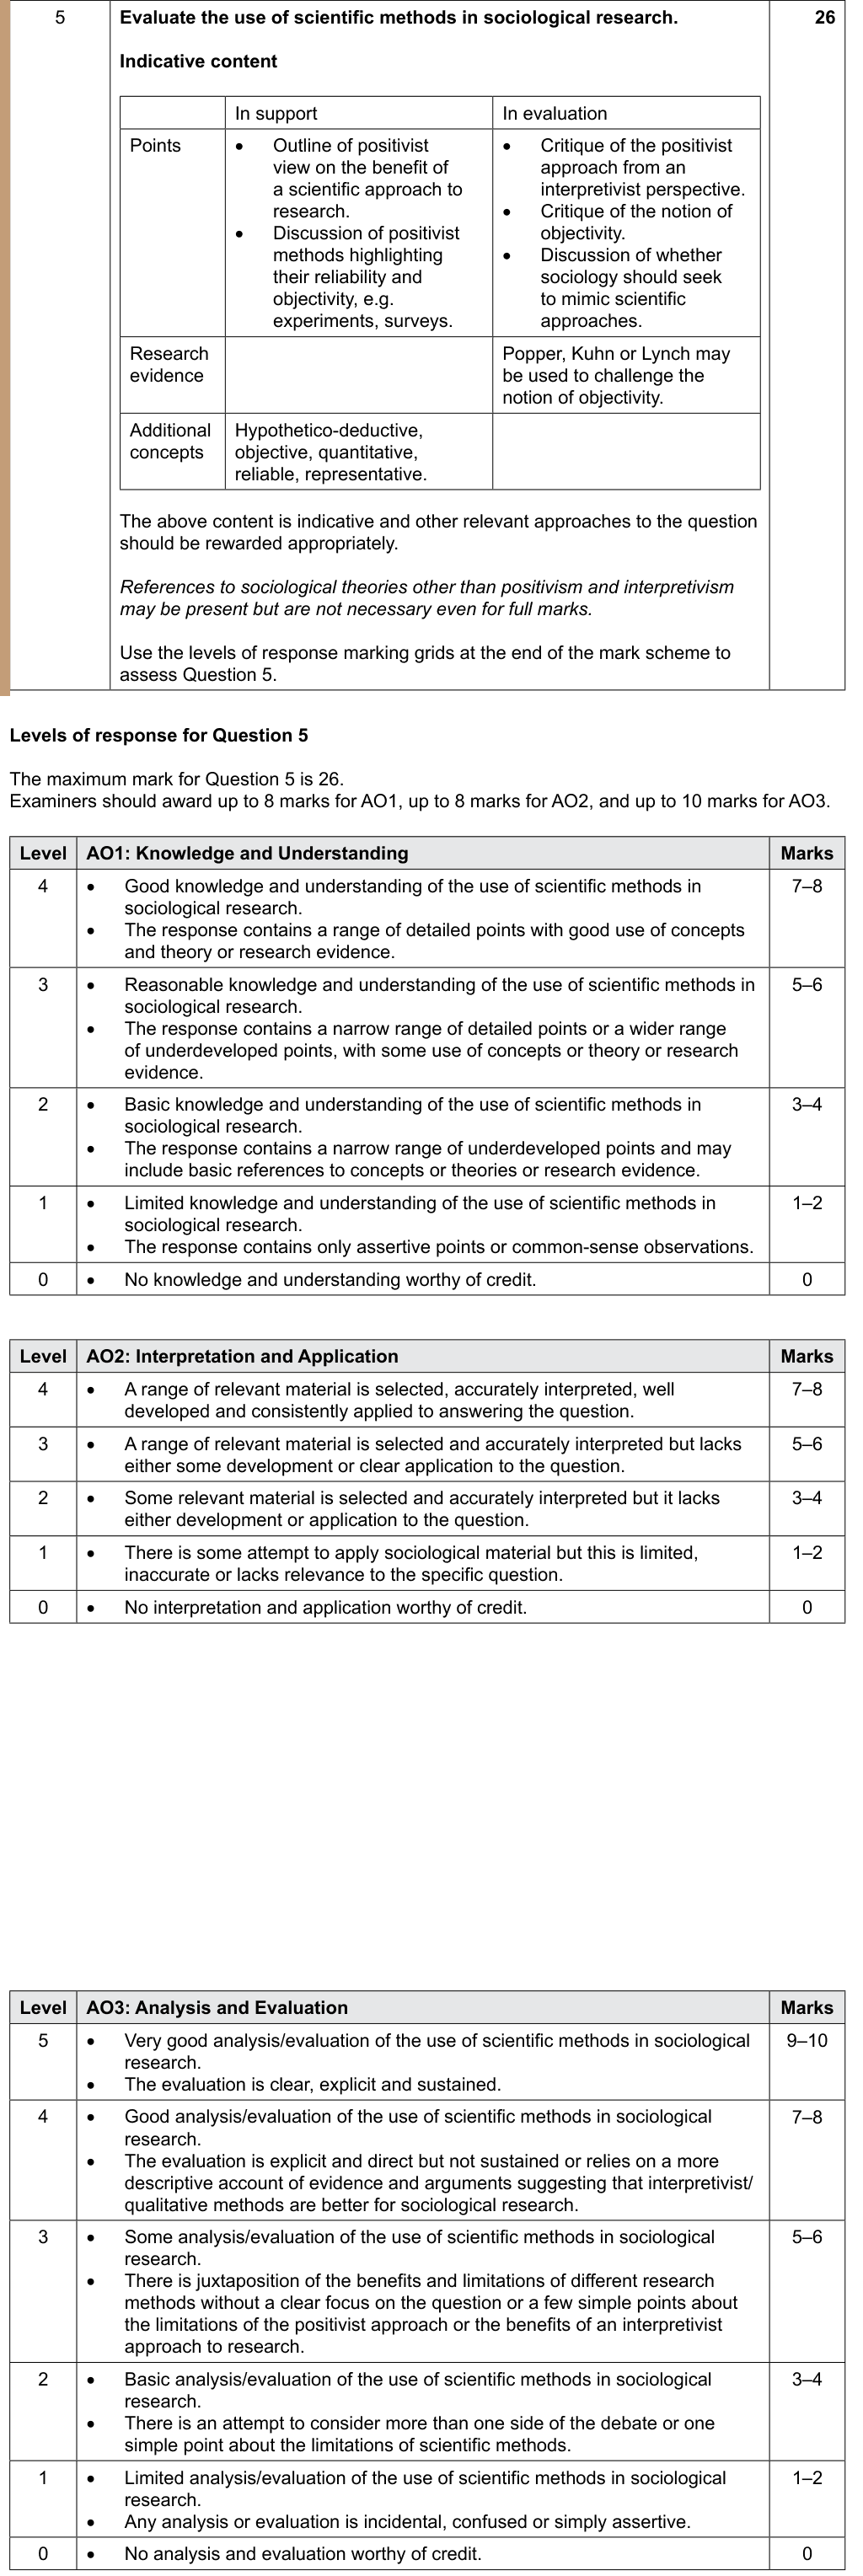 5
Evaluate the use of scientific methods in sociological research.
26
Indicative content
In support
In evaluation
Points
• Outline of positivist
view on the benefit of
a scientific approach to
research.
• Discussion of positivist
methods highlighting
their reliability and
objectivity, e.g.
experiments, surveys.
• Critique of the positivist
approach from an
interpretivist perspective.
• Critique of the notion of
objectivity.
• Discussion of whether
sociology should seek
to mimic scientific
approaches.
Research
evidence
Popper, Kuhn or Lynch may
be used to challenge the
notion of objectivity.
Additional
concepts
Hypothetico-deductive,
objective, quantitative,
reliable, representative.
The above content is indicative and other relevant approaches to the question
should be rewarded appropriately.
References to sociological theories other than positivism and interpretivism
may be present but are not necessary even for full marks.
Use the levels of response marking grids at the end of the mark scheme to
assess Question 5.
Levels of response for Question 5
The maximum mark for Question 5 is 26.
Examiners should award up to 8 marks for AO1, up to 8 marks for AO2, and up to 10 marks for AO3.
Level
AO1: Knowledge and Understanding
Marks
4
• Good knowledge and understanding of the use of scientific methods in
sociological research.
• The response contains a range of detailed points with good use of concepts
and theory or research evidence.
7–8
3
• Reasonable knowledge and understanding of the use of scientific methods in
sociological research.
• The response contains a narrow range of detailed points or a wider range
of underdeveloped points, with some use of concepts or theory or research
evidence.
5–6
2
• Basic knowledge and understanding of the use of scientific methods in
sociological research.
• The response contains a narrow range of underdeveloped points and may
include basic references to concepts or theories or research evidence.
3–4
1
• Limited knowledge and understanding of the use of scientific methods in
sociological research.
• The response contains only assertive points or common-sense observations.
1–2
0
• No knowledge and understanding worthy of credit.
0
Level
AO2: Interpretation and Application
Marks
4
• A range of relevant material is selected, accurately interpreted, well
developed and consistently applied to answering the question.
7–8
3
• A range of relevant material is selected and accurately interpreted but lacks
either some development or clear application to the question.
5–6
2
• Some relevant material is selected and accurately interpreted but it lacks
either development or application to the question.
3–4
1
• There is some attempt to apply sociological material but this is limited,
inaccurate or lacks relevance to the specific question.
1–2
0
• No interpretation and application worthy of credit.
0
Level
AO3: Analysis and Evaluation
Marks
5
• Very good analysis/evaluation of the use of scientific methods in sociological
research.
• The evaluation is clear, explicit and sustained.
9–10
4
• Good analysis/evaluation of the use of scientific methods in sociological
research.
• The evaluation is explicit and direct but not sustained or relies on a more
descriptive account of evidence and arguments suggesting that interpretivist/
qualitative methods are better for sociological research.
7–8
3
• Some analysis/evaluation of the use of scientific methods in sociological
research.
• There is juxtaposition of the benefits and limitations of different research
methods without a clear focus on the question or a few simple points about
the limitations of the positivist approach or the benefits of an interpretivist
approach to research.
5–6
2
• Basic analysis/evaluation of the use of scientific methods in sociological
research.
• There is an attempt to consider more than one side of the debate or one
simple point about the limitations of scientific methods.
3–4
1
• Limited analysis/evaluation of the use of scientific methods in sociological
research.
• Any analysis or evaluation is incidental, confused or simply assertive.
1–2
0
• No analysis and evaluation worthy of credit.
0